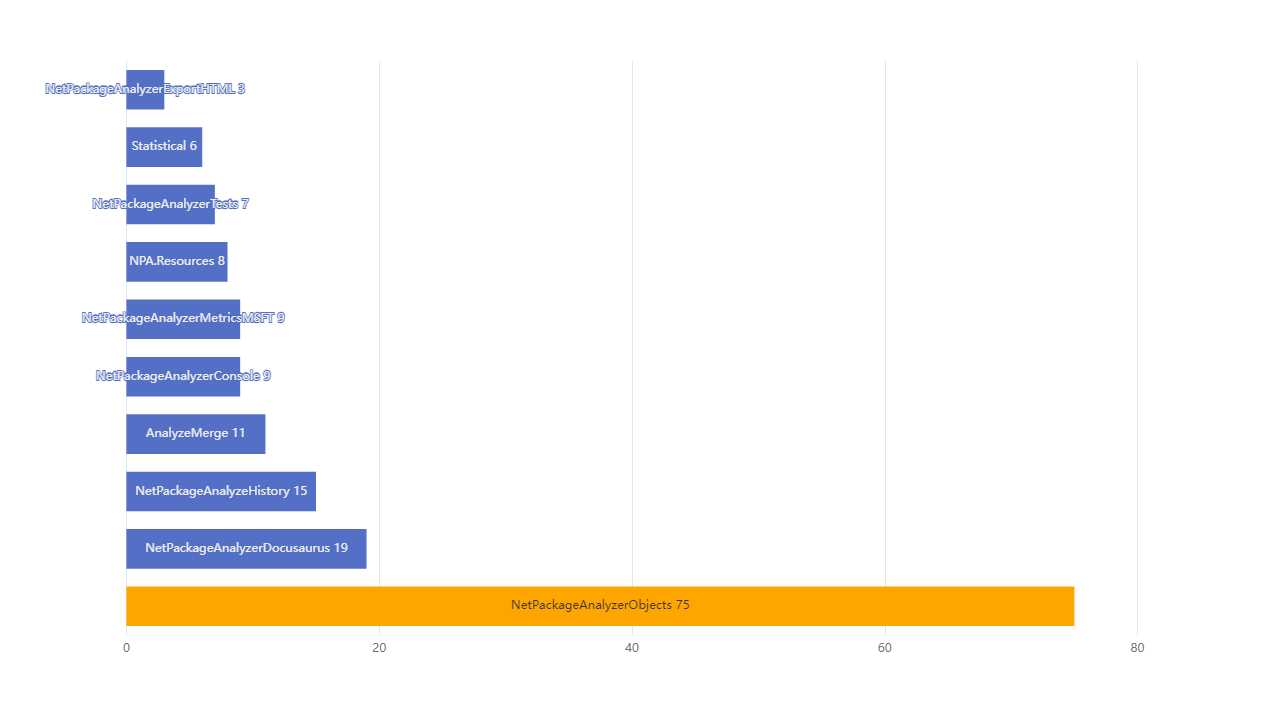 NetPackageAnalyzerExportHTML 3
Statistical 6
NetPackageAnalyzerTests 7
NPA.Resources 8
NetPackageAnalyzerMetricsMSFT 9
NetPackageAnalyzerConsole 9
AnalyzeMerge 11
NetPackageAnalyzeHistory 15
NetPackageAnalyzerDocusaurus 19
NetPackageAnalyzerObjects 75
0 20 40 60 80